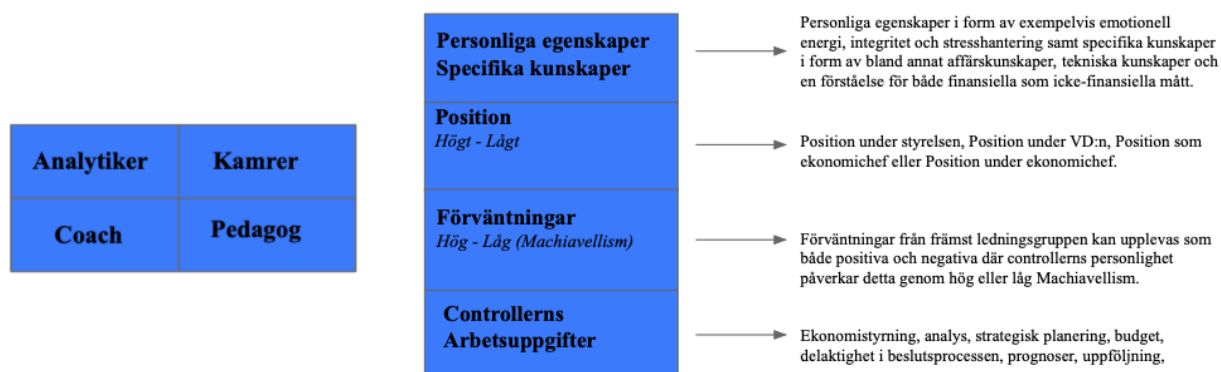 Analytiker
Kamrer
Coach
Pedagog
Personliga egenskaper
Specifika kunskaper
Personliga egenskaper i form av exempelvis emotionell
energi, integritet och stresshantering samt specifika kunskaper
i form av bland annat affärskunskaper, tekniska kunskaper och
en förståelse för både finansiella som icke-finansiella mått.
Position
Högt - Lågt
Position under styrelsen, Position under VD:n, Position som
ekonomichef eller Position under ekonomichef.
Förväntningar
Hög - Låg (Machiavellism)
Förväntningar från främst ledningsgruppen kan upplevas som
både positiva och negativa där controllerns personlighet
påverkar detta genom hög eller låg Machiavellism.
Controllerns
Arbetsuppgifter
Ekonomistyrning, analys, strategisk planering, budget,
delaktighet i beslutsprocessen, prognoser, uppföljning,